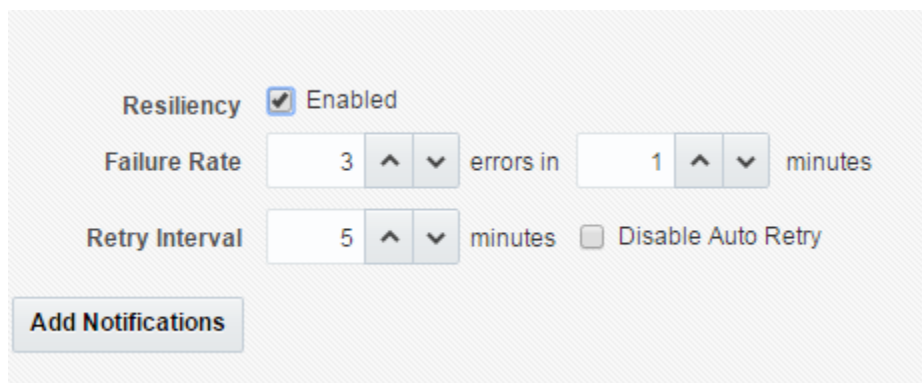 Resiliency Enabled
Failure Rate 3 errors in 1 minutes
Retry Interval 5 minutes Disable Auto Retry
Add Notifications